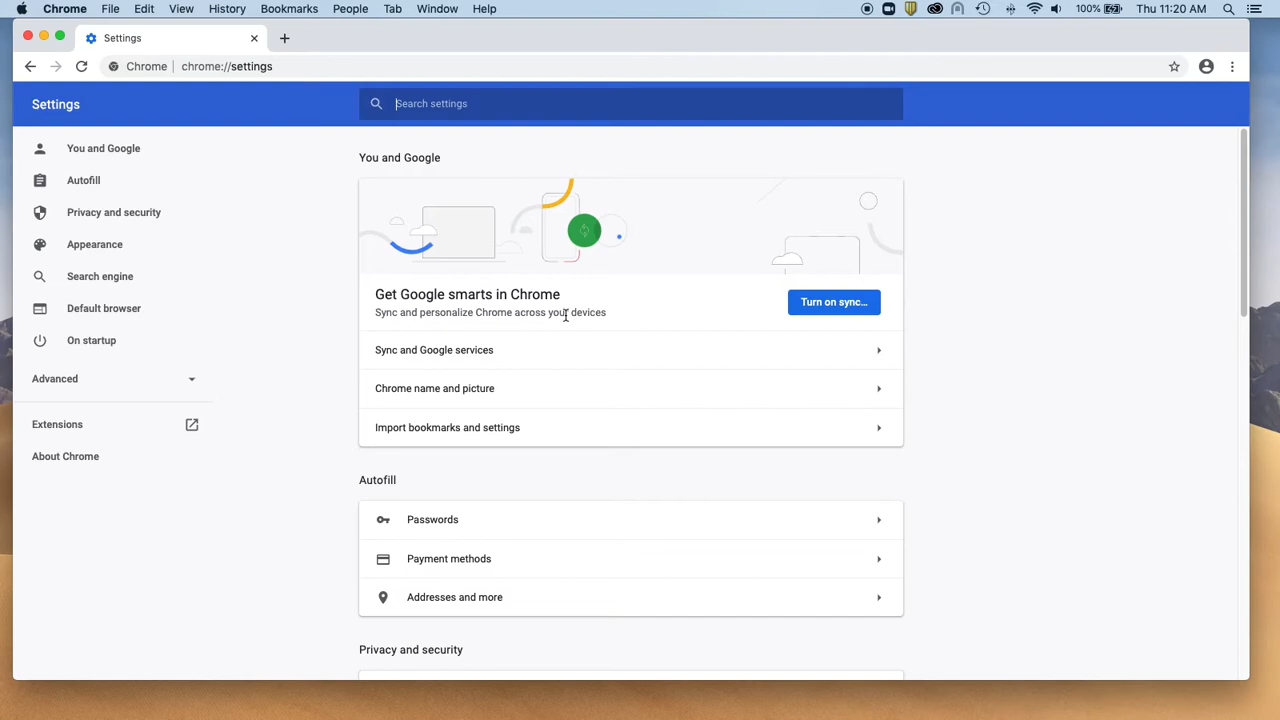 Chrome File Edit View History Bookmarks People Tab Window Help 100% Thu 11:20 AM
Settings
Chrome | chrome://settings
Settings
Search settings
You and Google
Autofill
Privacy and security
Appearance
Search engine
Default browser
On startup
Advanced
Extensions
About Chrome
You and Google
Get Google smarts in Chrome
Sync and personalize Chrome across your devices
Turn on sync...
Sync and Google services
Chrome name and picture
Import bookmarks and settings
Autofill
Passwords
Payment methods
Addresses and more
Privacy and security